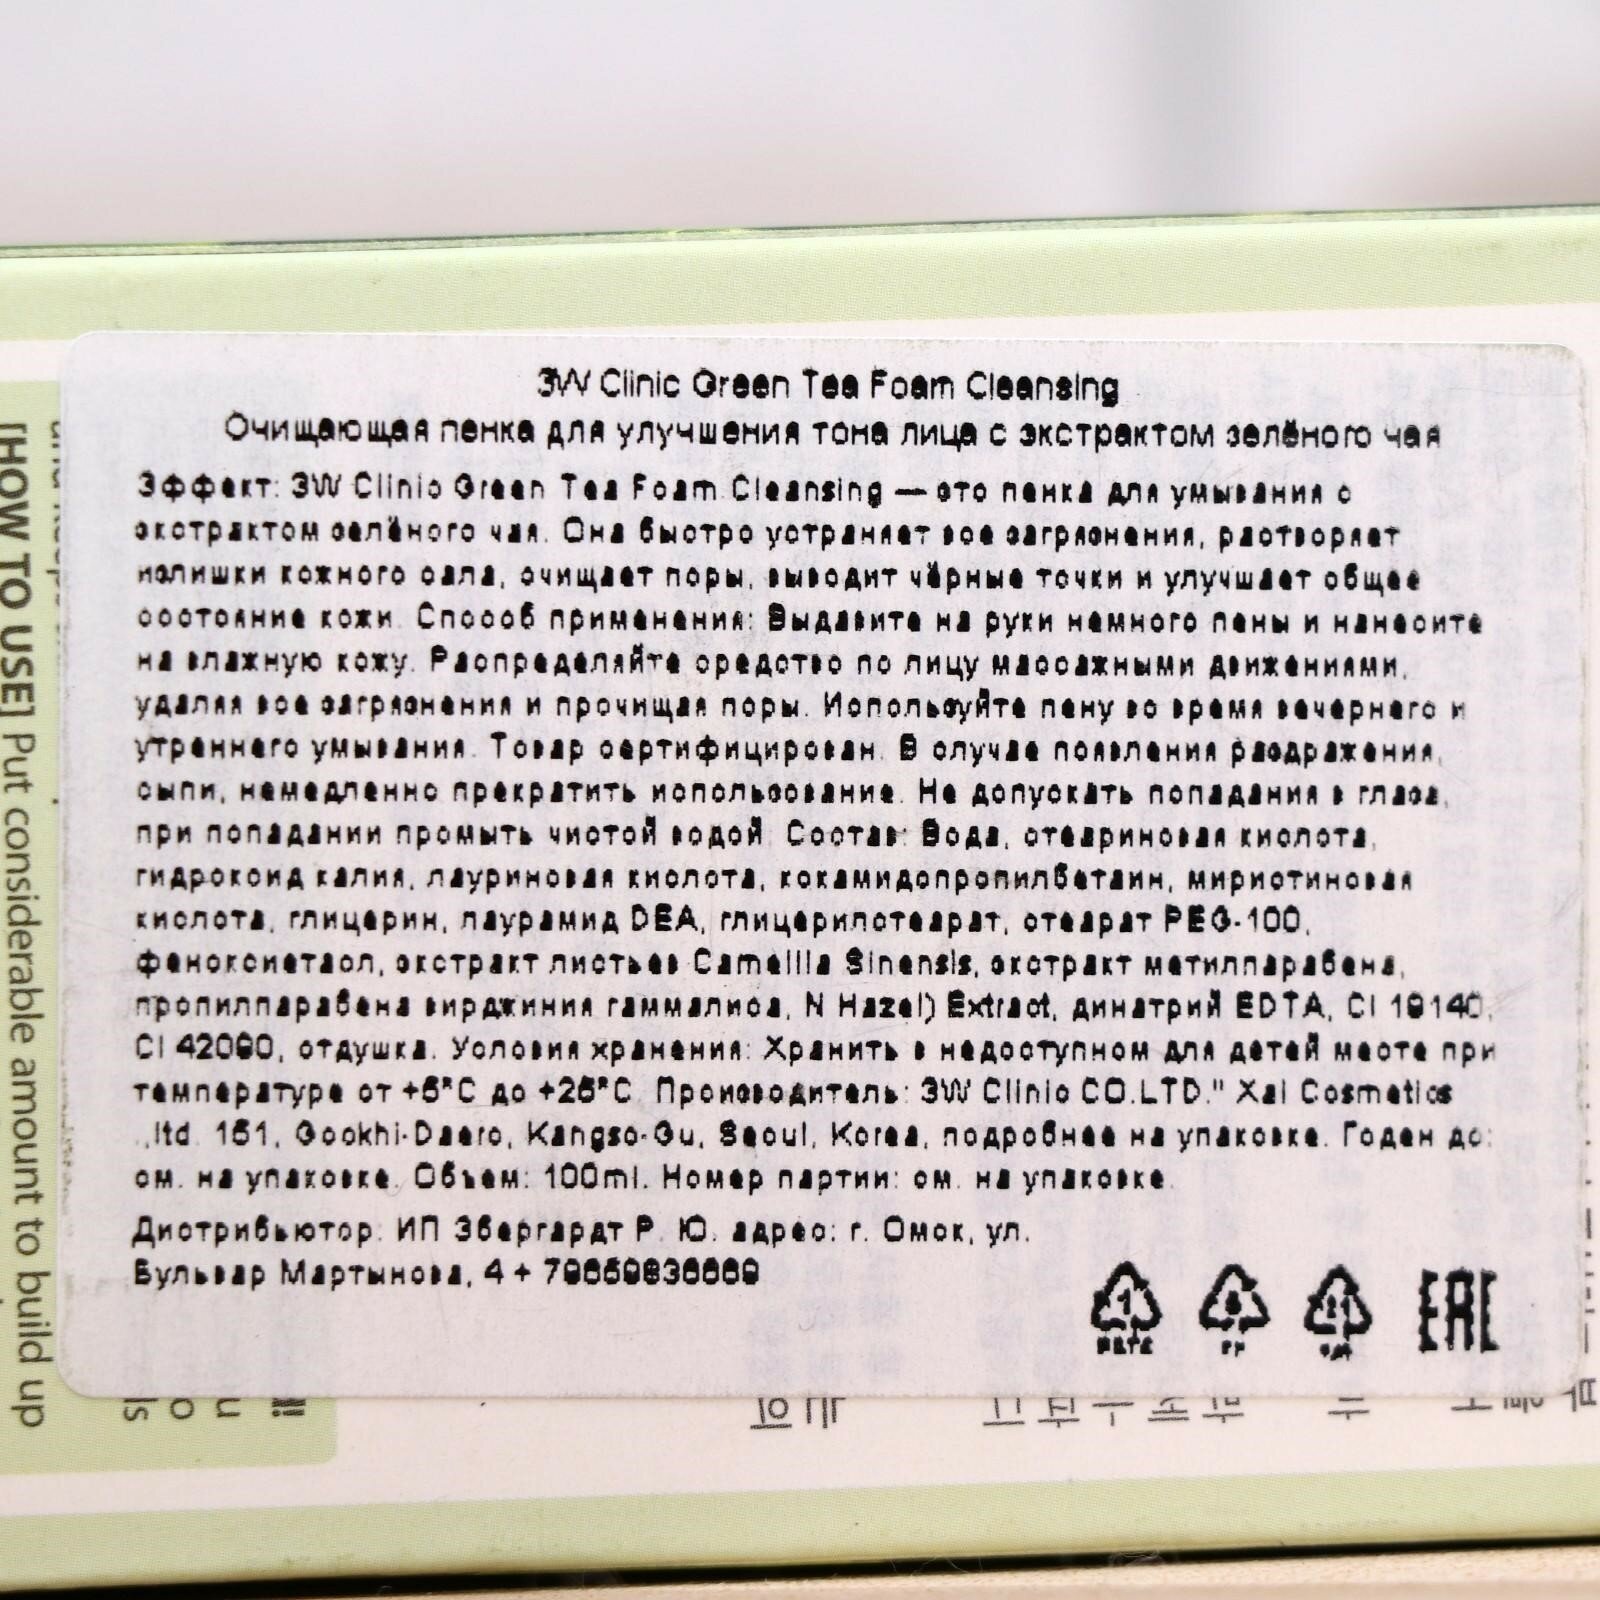 3W Clinic Green Tea Foam Cleansing
Очищающая пенка для улучшения тона лица с экстрактом зелёного чая
Эффект: 3W Clinic Green Tea Foam Cleansing — это пенка для умывания с
экстрактом зелёного чая. Она быстро устраняет все загрязнения, растворяет
излишки кожного сала, очищает поры, выводит чёрные точки и улучшает общее
состояние кожи. Способ применения: Выдавите на руки немного пены и нанесите
на влажную кожу. Распределяйте средство по лицу массажными движениями,
удаляя все загрязнения и прочищая поры. Используйте пену во время вечернего и
утреннего умывания. Товар сертифицирован. В случае появления раздражения,
сыпи, немедленно прекратить использование. Не допускать попадания в глаза,
при попадании промыть чистой водой. Состав: Вода, стеариновая кислота,
гидроксид калия, лауриновая кислота, кокамидопропилбетаин, миристиновая
кислота, глицерин, лаурамид DEA, глицерилстеарат, стеарат PEG-100,
феноксиетаол, экстракт листьев Camellia Sinensis, экстракт метилпарабена,
пропилпарабена вирджиния гаммалиса, N Hazel) Extract, динатрий EDTA, CI 19140,
CI 42090, отдушка. Условия хранения: Хранить в недоступном для детей месте при
температуре от +5°C до +25°C. Производитель: 3W Clinic CO.LTD." Xai Cosmetics
.,ltd. 151, Gookhi-Daero, Kangso-Gu, Seoul, Korea, подробнее на упаковке. Годен до:
см. на упаковке. Объем: 100ml. Номер партии: см. на упаковке.
Дистрибьютор: ИП Эбергардт Р. Ю. адрес: г. Омск, ул.
Бульвар Мартынова, 4 +
1
PETE
PP
EAC
[HOW TO USE] Put considerable amount to build up